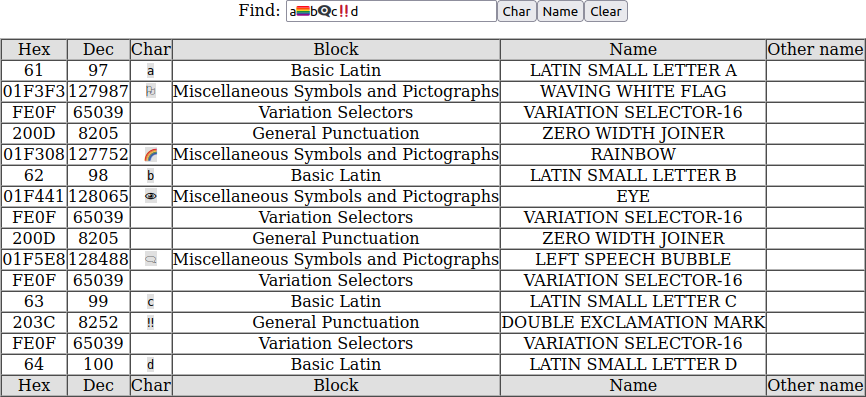 Find: a🏳️‍🌈b👁️‍🗨️c‼️d Char Name Clear
Hex Dec Char Block Name Other name
61 97 a Basic Latin LATIN SMALL LETTER A
01F3F3 127987 🏳 Miscellaneous Symbols and Pictographs WAVING WHITE FLAG
FE0F 65039 Variation Selectors VARIATION SELECTOR-16
200D 8205 General Punctuation ZERO WIDTH JOINER
01F308 127752 🌈 Miscellaneous Symbols and Pictographs RAINBOW
62 98 b Basic Latin LATIN SMALL LETTER B
01F441 128065 👁 Miscellaneous Symbols and Pictographs EYE
FE0F 65039 Variation Selectors VARIATION SELECTOR-16
200D 8205 General Punctuation ZERO WIDTH JOINER
01F5E8 128488 🗨 Miscellaneous Symbols and Pictographs LEFT SPEECH BUBBLE
FE0F 65039 Variation Selectors VARIATION SELECTOR-16
63 99 c Basic Latin LATIN SMALL LETTER C
203C 8252 ‼ General Punctuation DOUBLE EXCLAMATION MARK
FE0F 65039 Variation Selectors VARIATION SELECTOR-16
64 100 d Basic Latin LATIN SMALL LETTER D
Hex Dec Char Block Name Other name